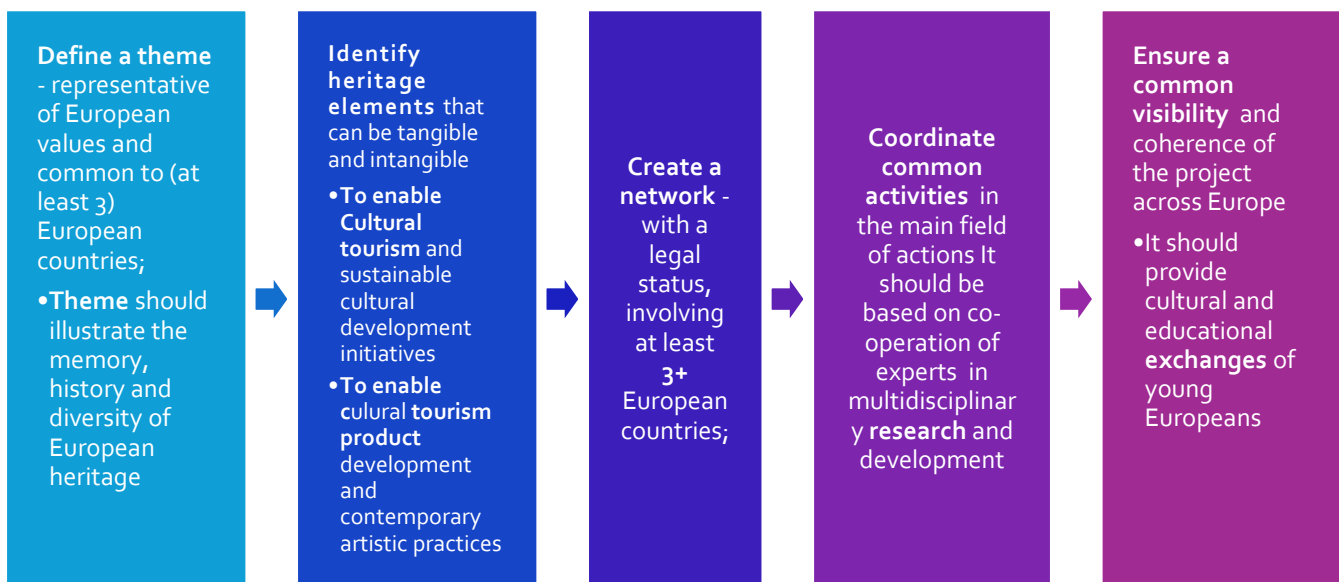 Define a theme
- representative
of European
values and
common to (at
least 3)
European
countries;
•Theme should
illustrate the
memory,
history and
diversity of
European
heritage
Identify
heritage
elements that
can be tangible
and intangible
•To enable
Cultural
tourism and
sustainable
cultural
development
initiatives
•To enable
culural tourism
product
development
and
contemporary
artistic practices
Create a
network -
with a
legal
status,
involving
at least
3+
European
countries;
Coordinate
common
activities in
the main field
of actions It
should be
based on co-
operation of
experts in
multidisciplinar
y research and
development
Ensure a
common
visibility and
coherence of
the project
across Europe
•It should
provide
cultural and
educational
exchanges of
young
Europeans